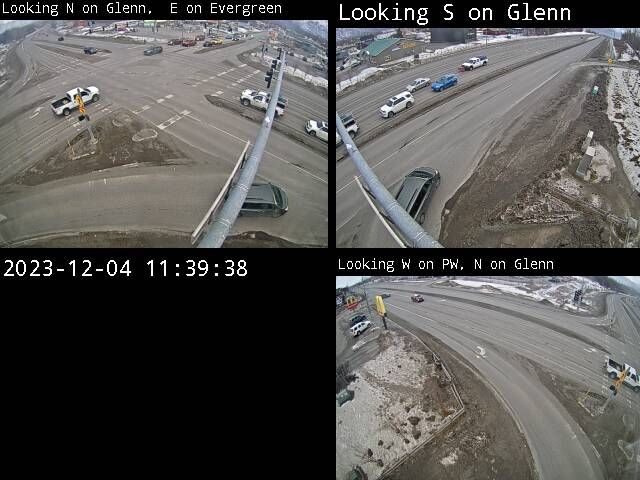 Looking N on Glenn,  E on Evergreen
Looking S on Glenn
2023-12-04 11:39:38
Looking W on PW, N on Glenn